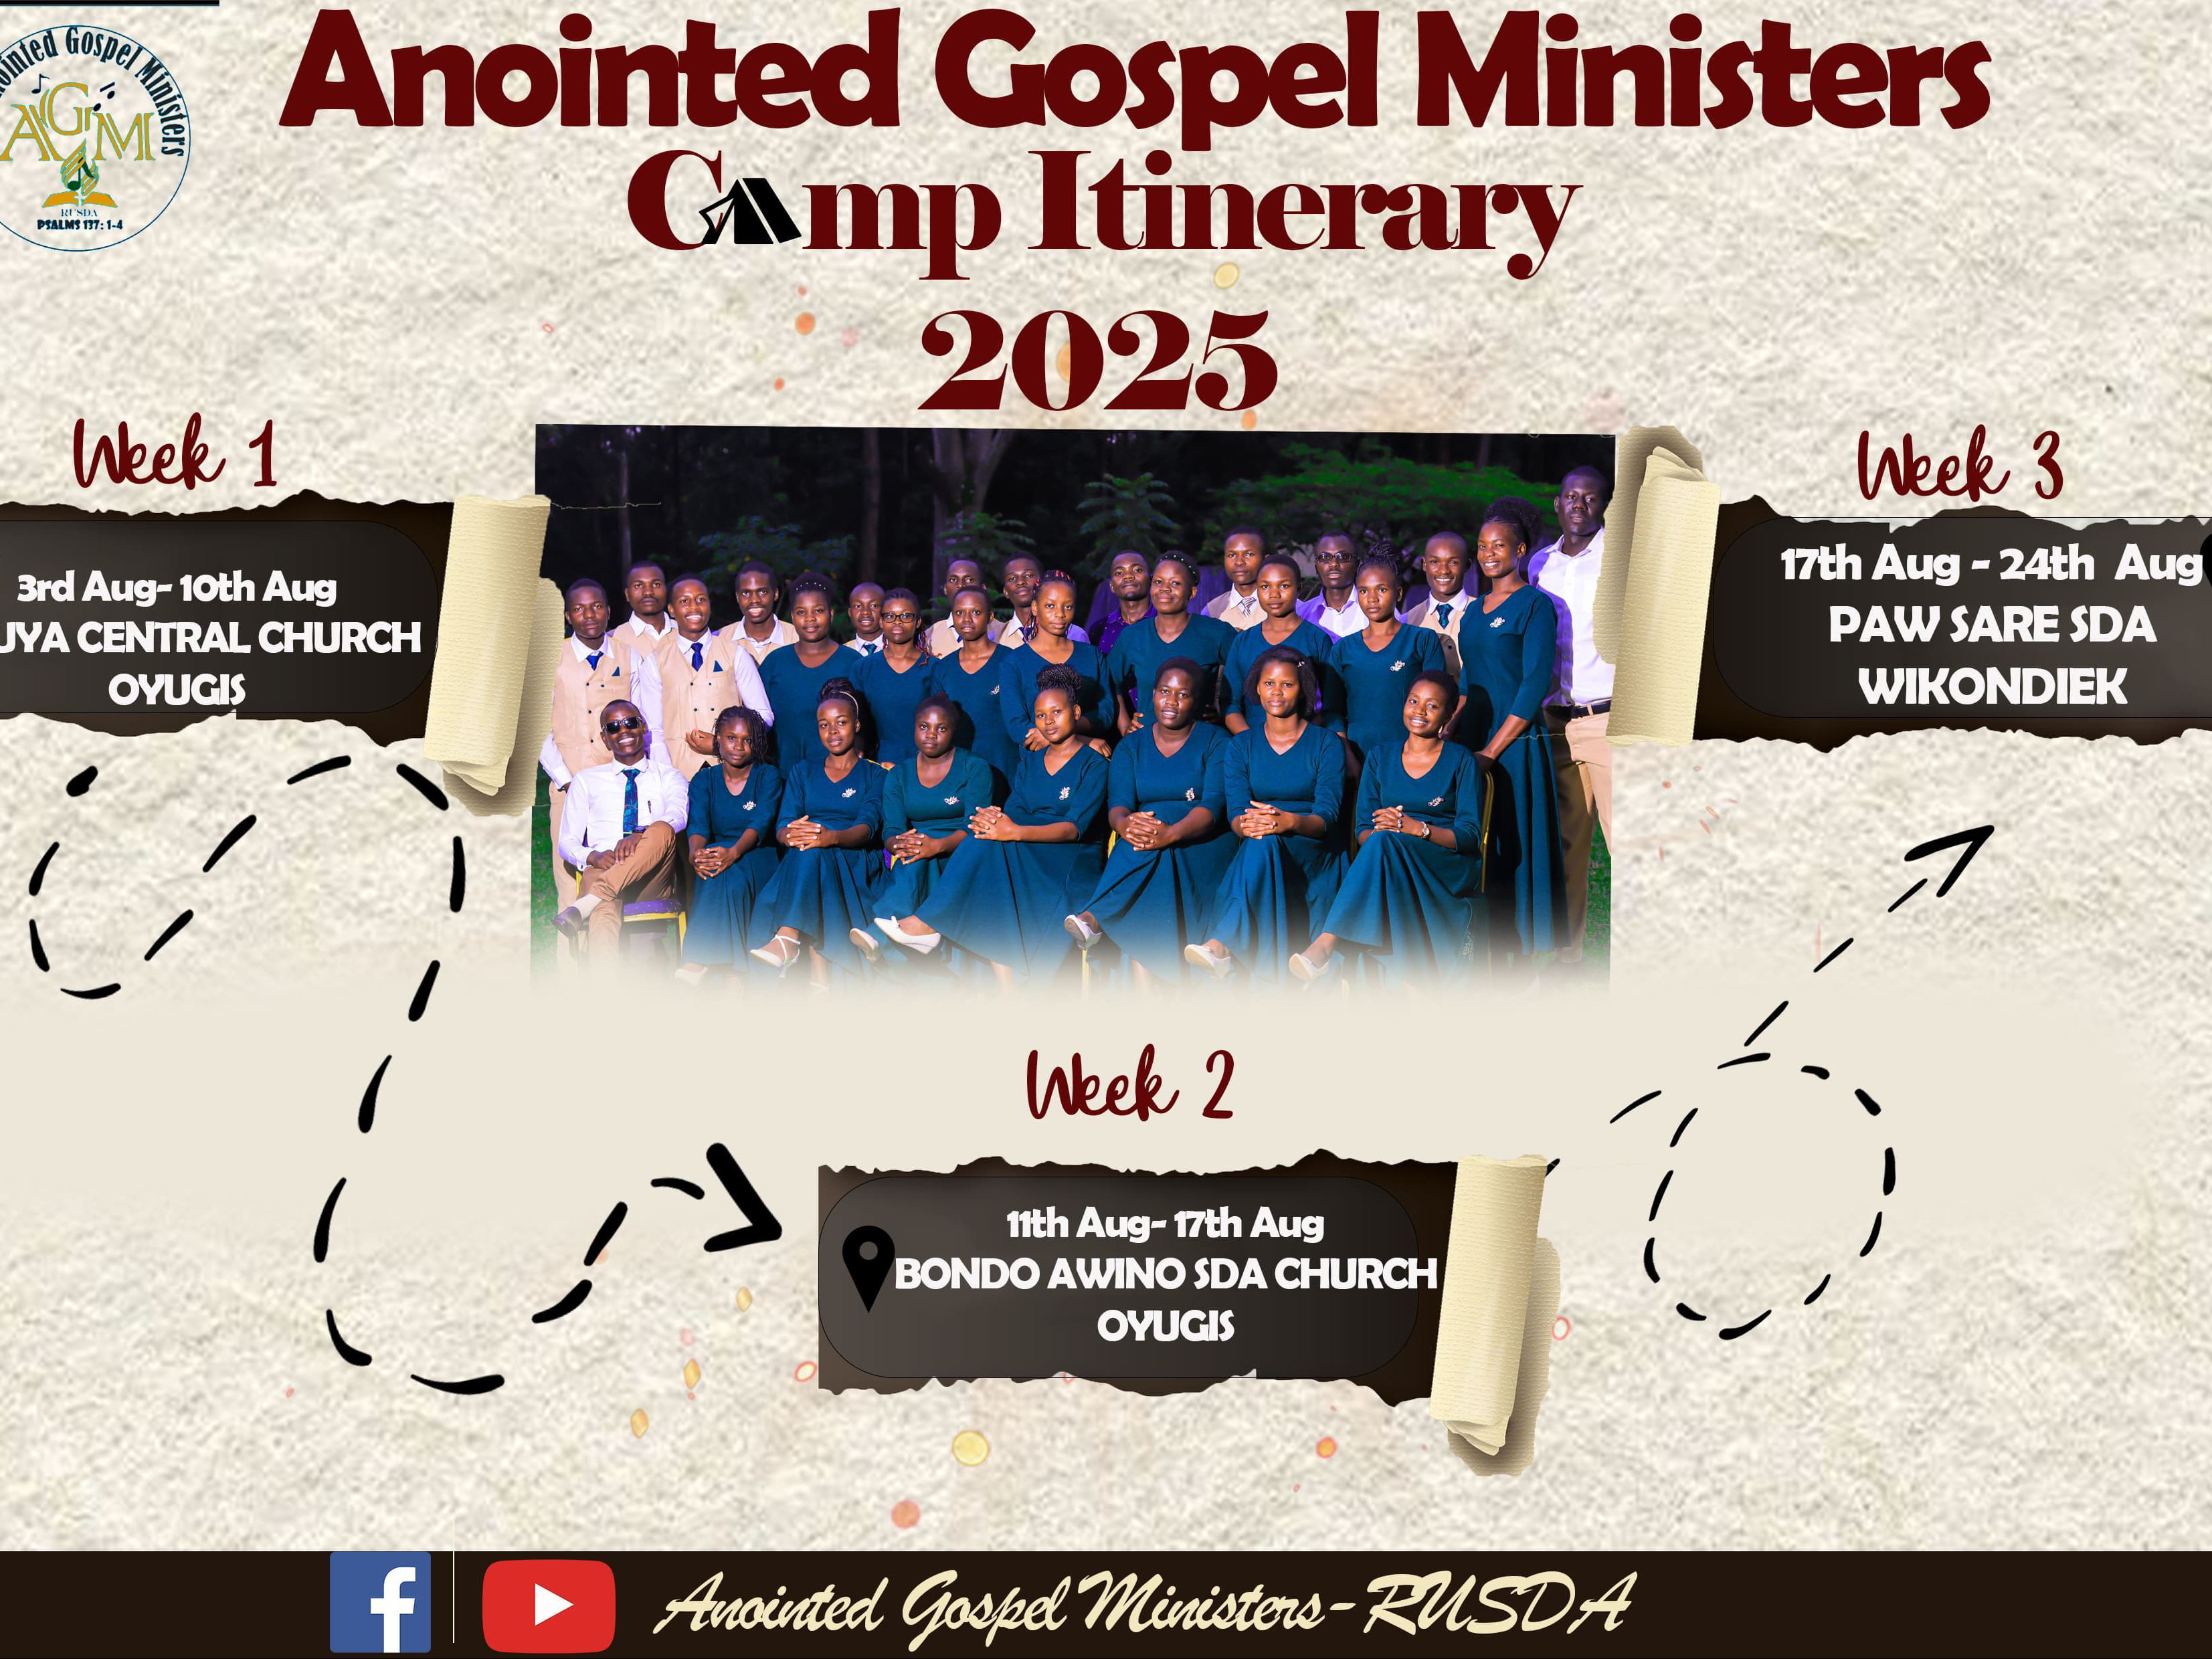 Anointed Gospel Ministers
AGM
RUSDA
PSALMS 137: 1-4
Anointed Gospel Ministers
Camp Itinerary
2025
Week 1
3rd Aug- 10th Aug
CENTRAL CHURCH
OYUGIS
Week 3
17th Aug - 24th Aug
PAW SARE SDA
WIKONDIEK
Week 2
11th Aug- 17th Aug
BONDO AWINO SDA CHURCH
OYUGIS
Anointed Gospel Ministers-RUSDA